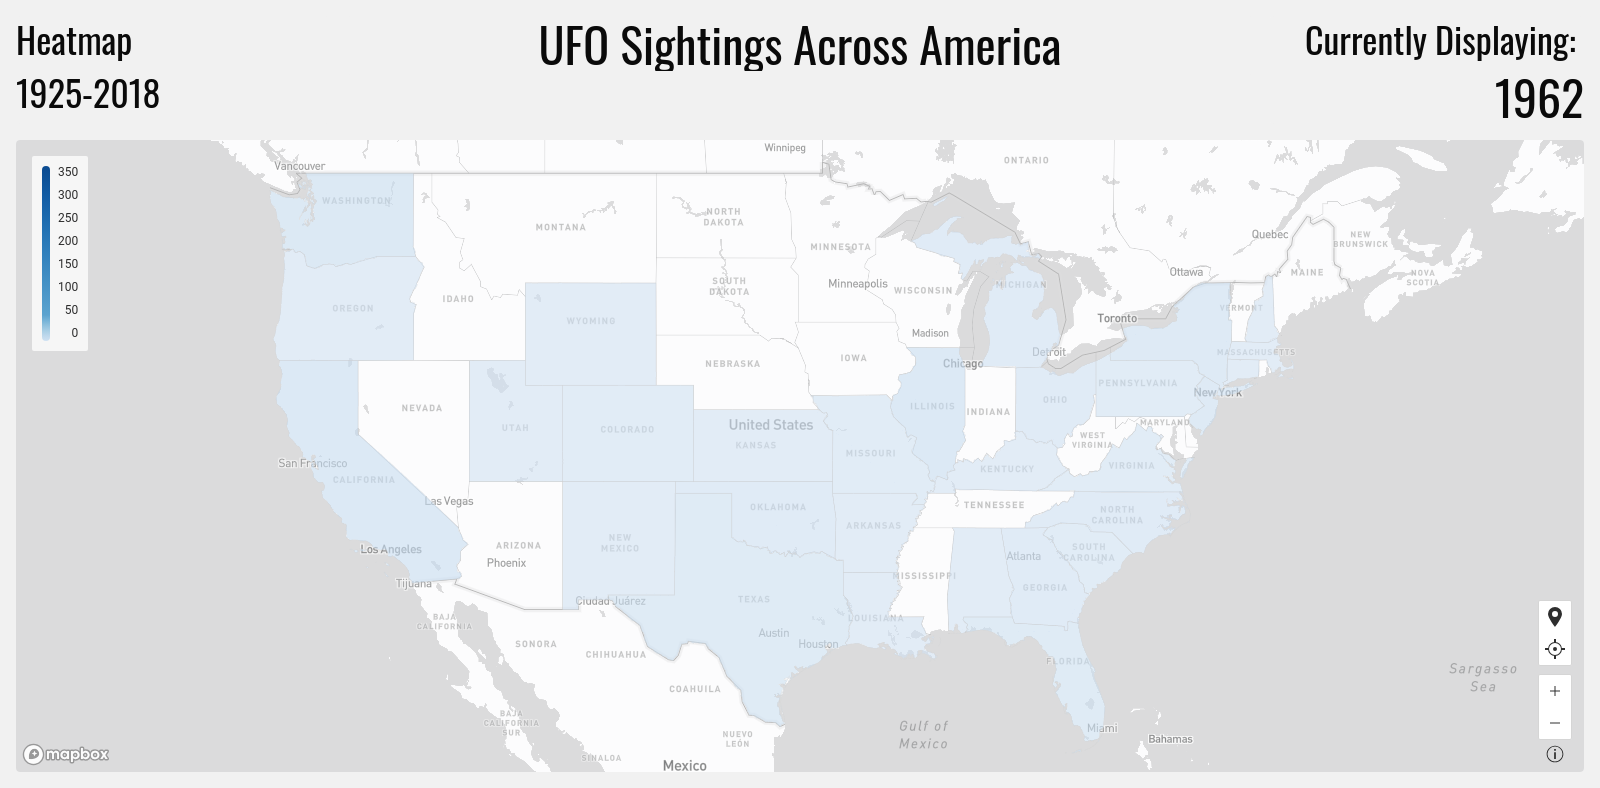 Heatmap
1925-2018
UFO Sightings Across America
Currently Displaying:
1962
350
300
250
200
150
100
50
0
Vancouver
Winnipeg
ONTARIO
WASHINGTON
MONTANA
NORTH
DAKOTA
MINNESOTA
Quebec
NEW
BRUNSWICK
Ottawa
MAINE
NOVA
SCOTIA
SOUTH
DAKOTA
Minneapolis
WISCONSIN
MICHIGAN
IDAHO
OREGON
WYOMING
Toronto
VERMONT
Madison
Detroit
MASSACHUSETTS
NEBRASKA
IOWA
Chicago
PENNSYLVANIA
New York
NEVADA
UTAH
COLORADO
United States
KANSAS
ILLINOIS
INDIANA
OHIO
MARYLAND
WEST
VIRGINIA
MISSOURI
KENTUCKY
VIRGINIA
San Francisco
CALIFORNIA
Las Vegas
OKLAHOMA
TENNESSEE
NORTH
CAROLINA
ARKANSAS
NEW
MEXICO
Los Angeles
ARIZONA
Phoenix
Atlanta
SOUTH
CAROLINA
MISSISSIPPI
GEORGIA
Tijuana
Ciudad Juárez
TEXAS
LOUISIANA
BAJA
CALIFORNIA
SONORA
CHIHUAHUA
Austin
Houston
FLORIDA
COAHUILA
Sargasso
Sea
BAJA
CALIFORNIA
SUR
Gulf of
Mexico
Miami
Bahamas
NUEVO
LEÓN
SINALOA
Mexico
mapbox